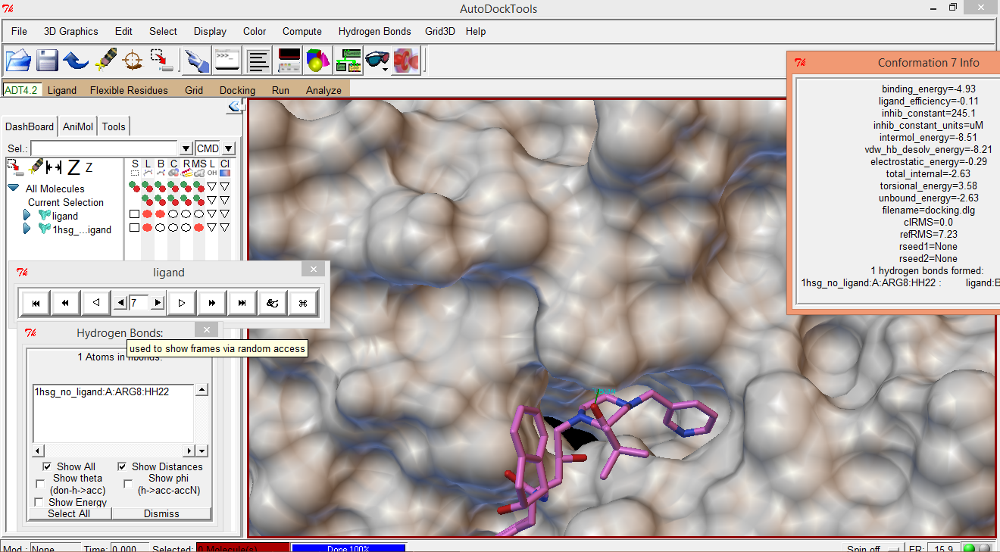 AutoDockTools
File 3D Graphics Edit Select Display Color Compute Hydrogen Bonds Grid3D Help
ADT4.2 Ligand Flexible Residues Grid Docking Run Analyze
DashBoard AniMol Tools
Sel.: CMD
S L B C R MS L Cl
Z Z OH
All Molecules
Current Selection
ligand
1hsg_...igand
ligand
7
Hydrogen Bonds:
used to show frames via random access
1 Atoms in hbonds:
1hsg_no_ligand:A:ARG8:HH22
Show All Show Distances
Show theta Show phi
(don-h->acc) (h->acc-accN)
Show Energy
Select All Dismiss
Conformation 7 Info
binding_energy=-4.93
ligand_efficiency=-0.11
inhib_constant=245.1
inhib_constant_units=uM
intermol_energy=-8.51
vdw_hb_desolv_energy=-8.21
electrostatic_energy=-0.29
total_internal=-2.63
torsional_energy=3.58
unbound_energy=-2.63
filename=docking.dlg
clRMS=0.0
refRMS=7.23
rseed1=None
rseed2=None
1 hydrogen bonds formed:
1hsg_no_ligand:A:ARG8:HH22 : ligand:E
Mod.: None Time: 0.000 Selected: 0 Molecule(s) Done 100% Spin off FR: 15.9